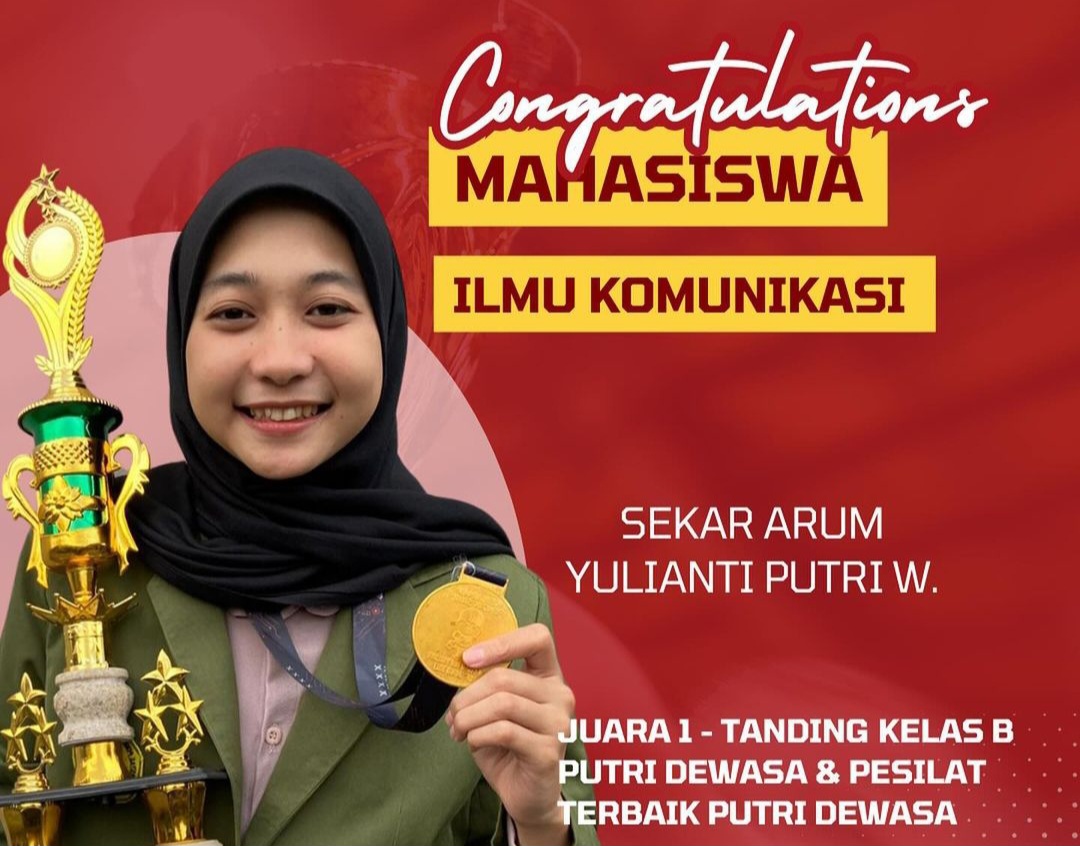 Congratulations
MAHASISWA
ILMU KOMUNIKASI
SEKAR ARUM
YULIANTI PUTRI W.
JUARA 1 - TANDING KELAS B
PUTRI DEWASA & PESILAT
TERBAIK PUTRI DEWASA